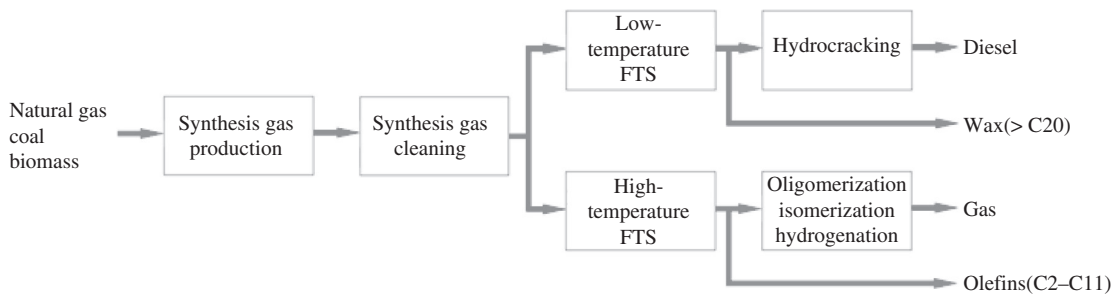 Natural gas
coal
biomass
Synthesis gas
production
Synthesis gas
cleaning
Low-
temperature
FTS
Hydrocracking
Diesel
Wax(> C20)
High-
temperature
FTS
Oligomerization
isomerization
hydrogenation
Gas
Olefins(C2–C11)